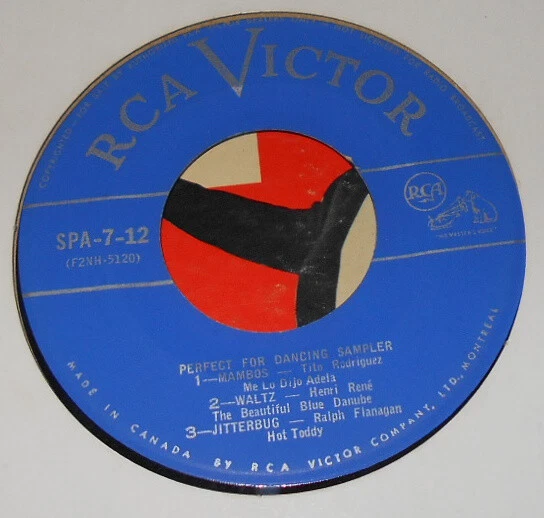 RCA VICTOR
RCA
SPA-7-12
(F2NH-5120)
PERFECT FOR DANCING SAMPLER
1—MAMBOS — Tito Rodriguez
Me Lo Dijo Adela
2—WALTZ — Henri René
The Beautiful Blue Danube
3—JITTERBUG — Ralph Flanagan
Hot Toddy
MADE IN CANADA BY RCA VICTOR COMPANY, LTD., MONTREAL